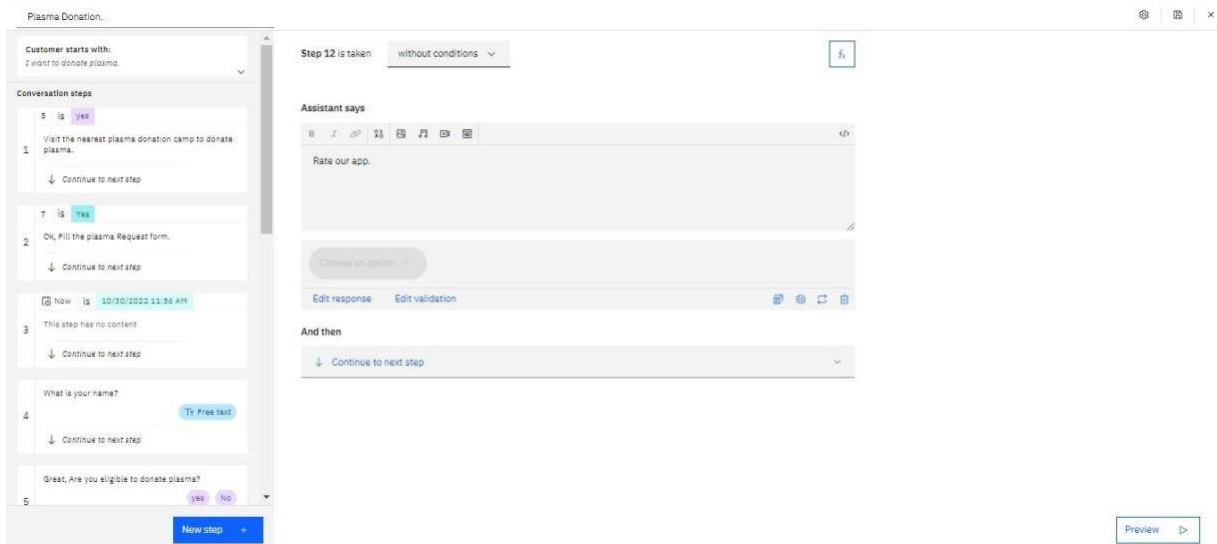 Plasma Donation.
Customer starts with:
I want to donate plasma.
Conversation steps
5 is yes
1
Visit the nearest plasma donation camp to donate
plasma.
Continue to next step
7 is Yes
2
Ok, Fill the plasma Request form.
Continue to next step
Now is 10/30/2022 11:56 AM
3
This step has no content
Continue to next step
4
What is your name?
Free text
Continue to next step
5
Great, Are you eligible to donate plasma?
yes No
New step +
Step 12 is taken without conditions
fx
Assistant says
B I </>
Rate our app.
Choose an option
Edit response Edit validation
And then
Continue to next step
Preview